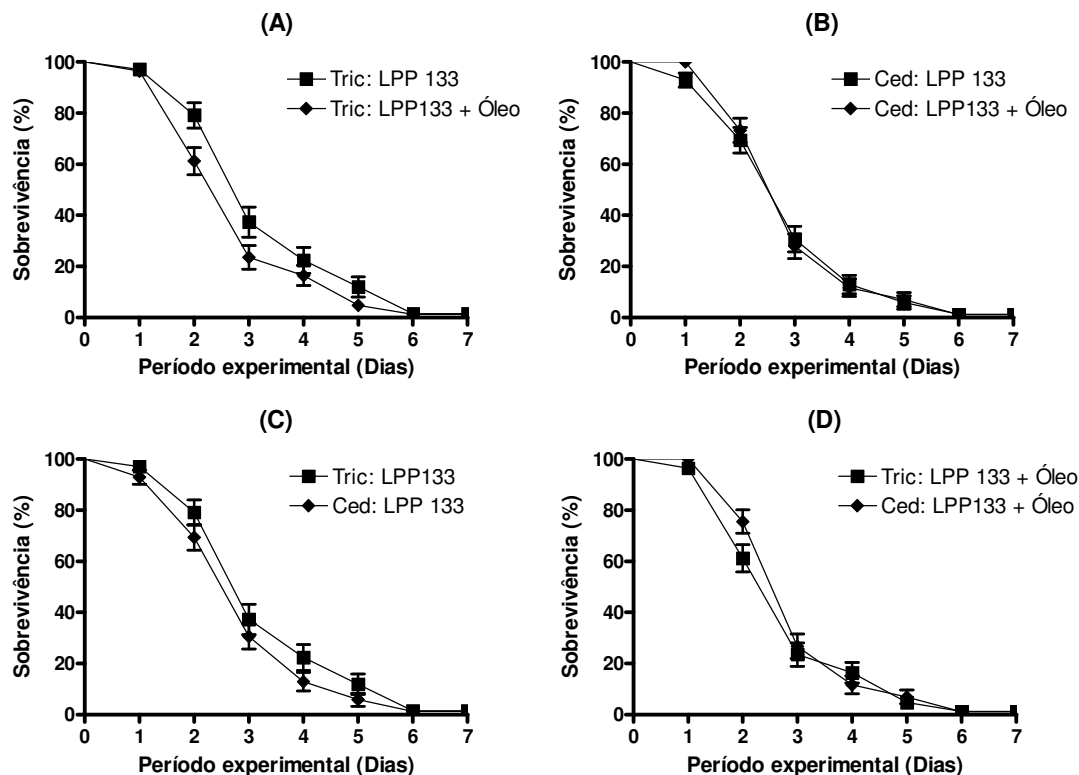 (A)
Sobrevivência (%)
100
80
60
40
20
0
Tric: LPP 133
Tric: LPP133 + Óleo
0 1 2 3 4 5 6 7
Período experimental (Dias)
(B)
Sobrevivencia (%)
100
80
60
40
20
0
Ced: LPP 133
Ced: LPP133 + Óleo
0 1 2 3 4 5 6 7
Período experimental (Dias)
(C)
Sobrevivência (%)
100
80
60
40
20
0
Tric: LPP133
Ced: LPP 133
0 1 2 3 4 5 6 7
Período experimental (Dias)
(D)
Sobrevivência (%)
100
80
60
40
20
0
Tric: LPP 133 + Óleo
Ced: LPP133 + Óleo
0 1 2 3 4 5 6 7
Período experimental (Dias)